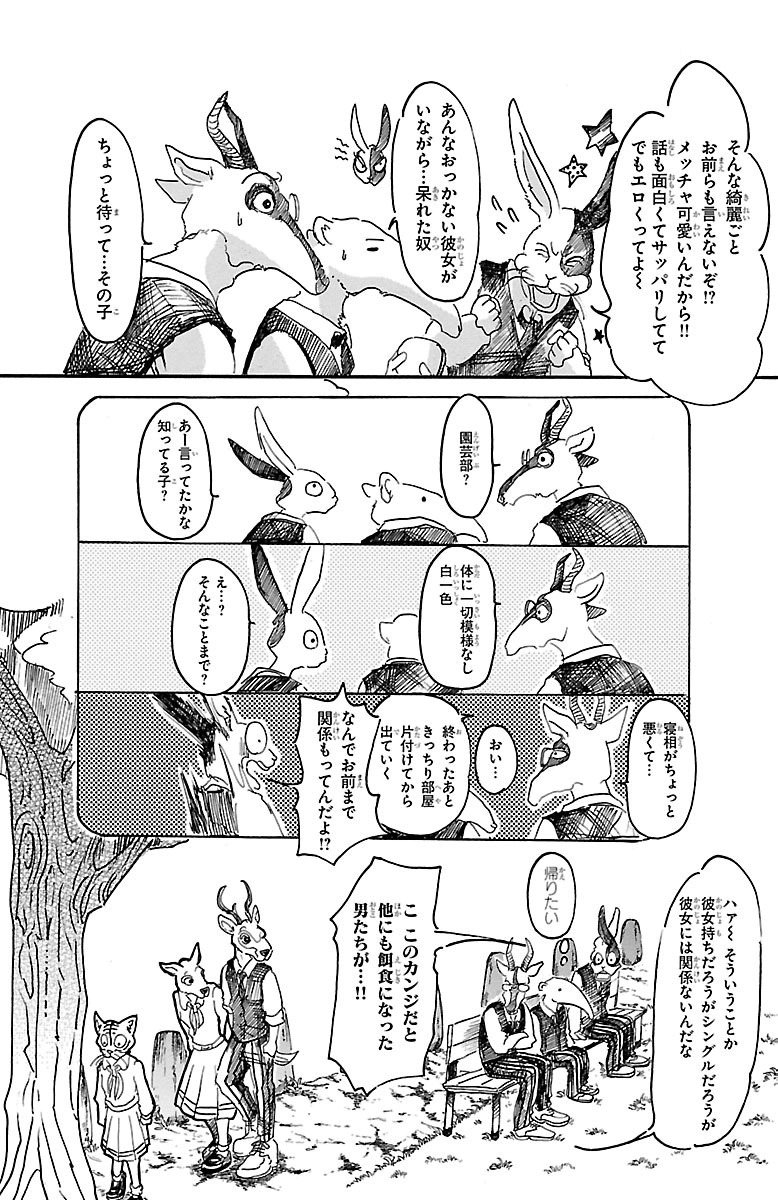 そんな綺麗ごと
お前らも言えないぞ!?
メッチャ可愛いんだから!!
話も面白くてサッパリしてて
でもエロくってよ〜
あんなおっかない彼女が
いながら…呆れた奴
ちょっと待って…その子
園芸部?
あー言ってたかな
知ってる子?
体に一切模様なし
白一色
え…?
そんなことまで?
寝相がちょっと
悪くて…
おい…
終わったあと
きっちり部屋
片付けてから
出ていく
なんでお前まで
関係もってんだよ!?
ハァ〜そういうことか
彼女持ちだろうがシングルだろうが
彼女には関係ないんだな
帰りたい
こ このカンジだと
他にも餌食になった
男たちが…!!